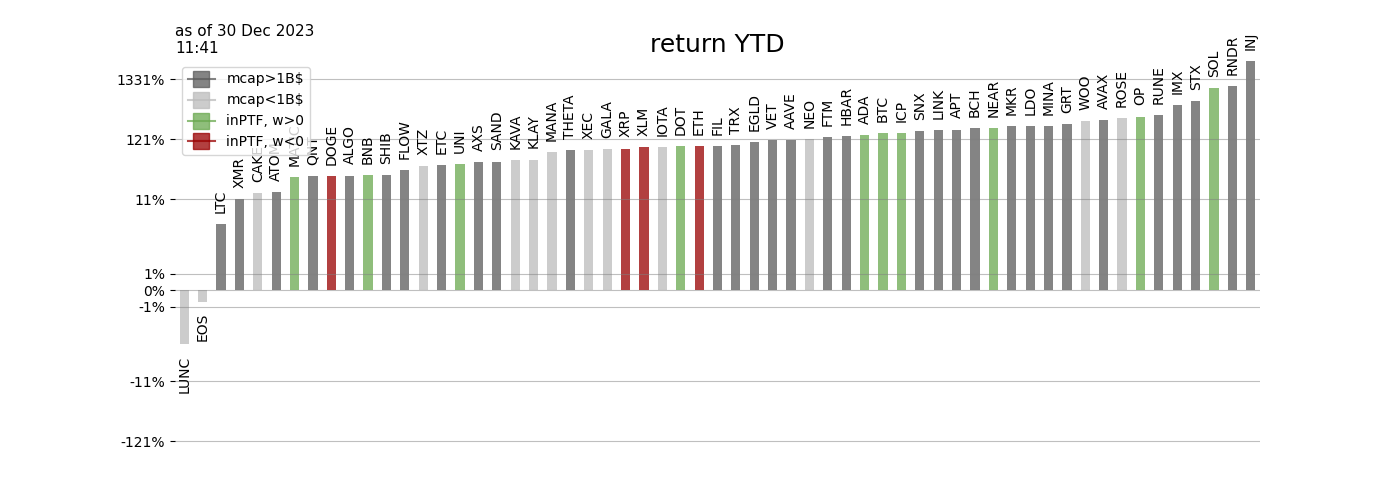 as of 30 Dec 2023
11:41
return YTD
mcap>1B$
mcap<1B$
inPTF, w>0
inPTF, w<0
1331%
121%
11%
1%
0%
-1%
-11%
-121%
LUNC
EOS
LTC
XMR
CAKE
ATOM
MATIC
QNT
DOGE
ALGO
BNB
SHIB
FLOW
XTZ
ETC
UNI
AXS
SAND
KAVA
KLAY
MANA
THETA
XEC
GALA
XRP
XLM
IOTA
DOT
ETH
FIL
TRX
EGLD
VET
AAVE
NEO
FTM
HBAR
ADA
BTC
ICP
SNX
LINK
APT
BCH
NEAR
MKR
LDO
MINA
GRT
WOO
AVAX
ROSE
OP
RUNE
IMX
STX
SOL
RNDR
INJ